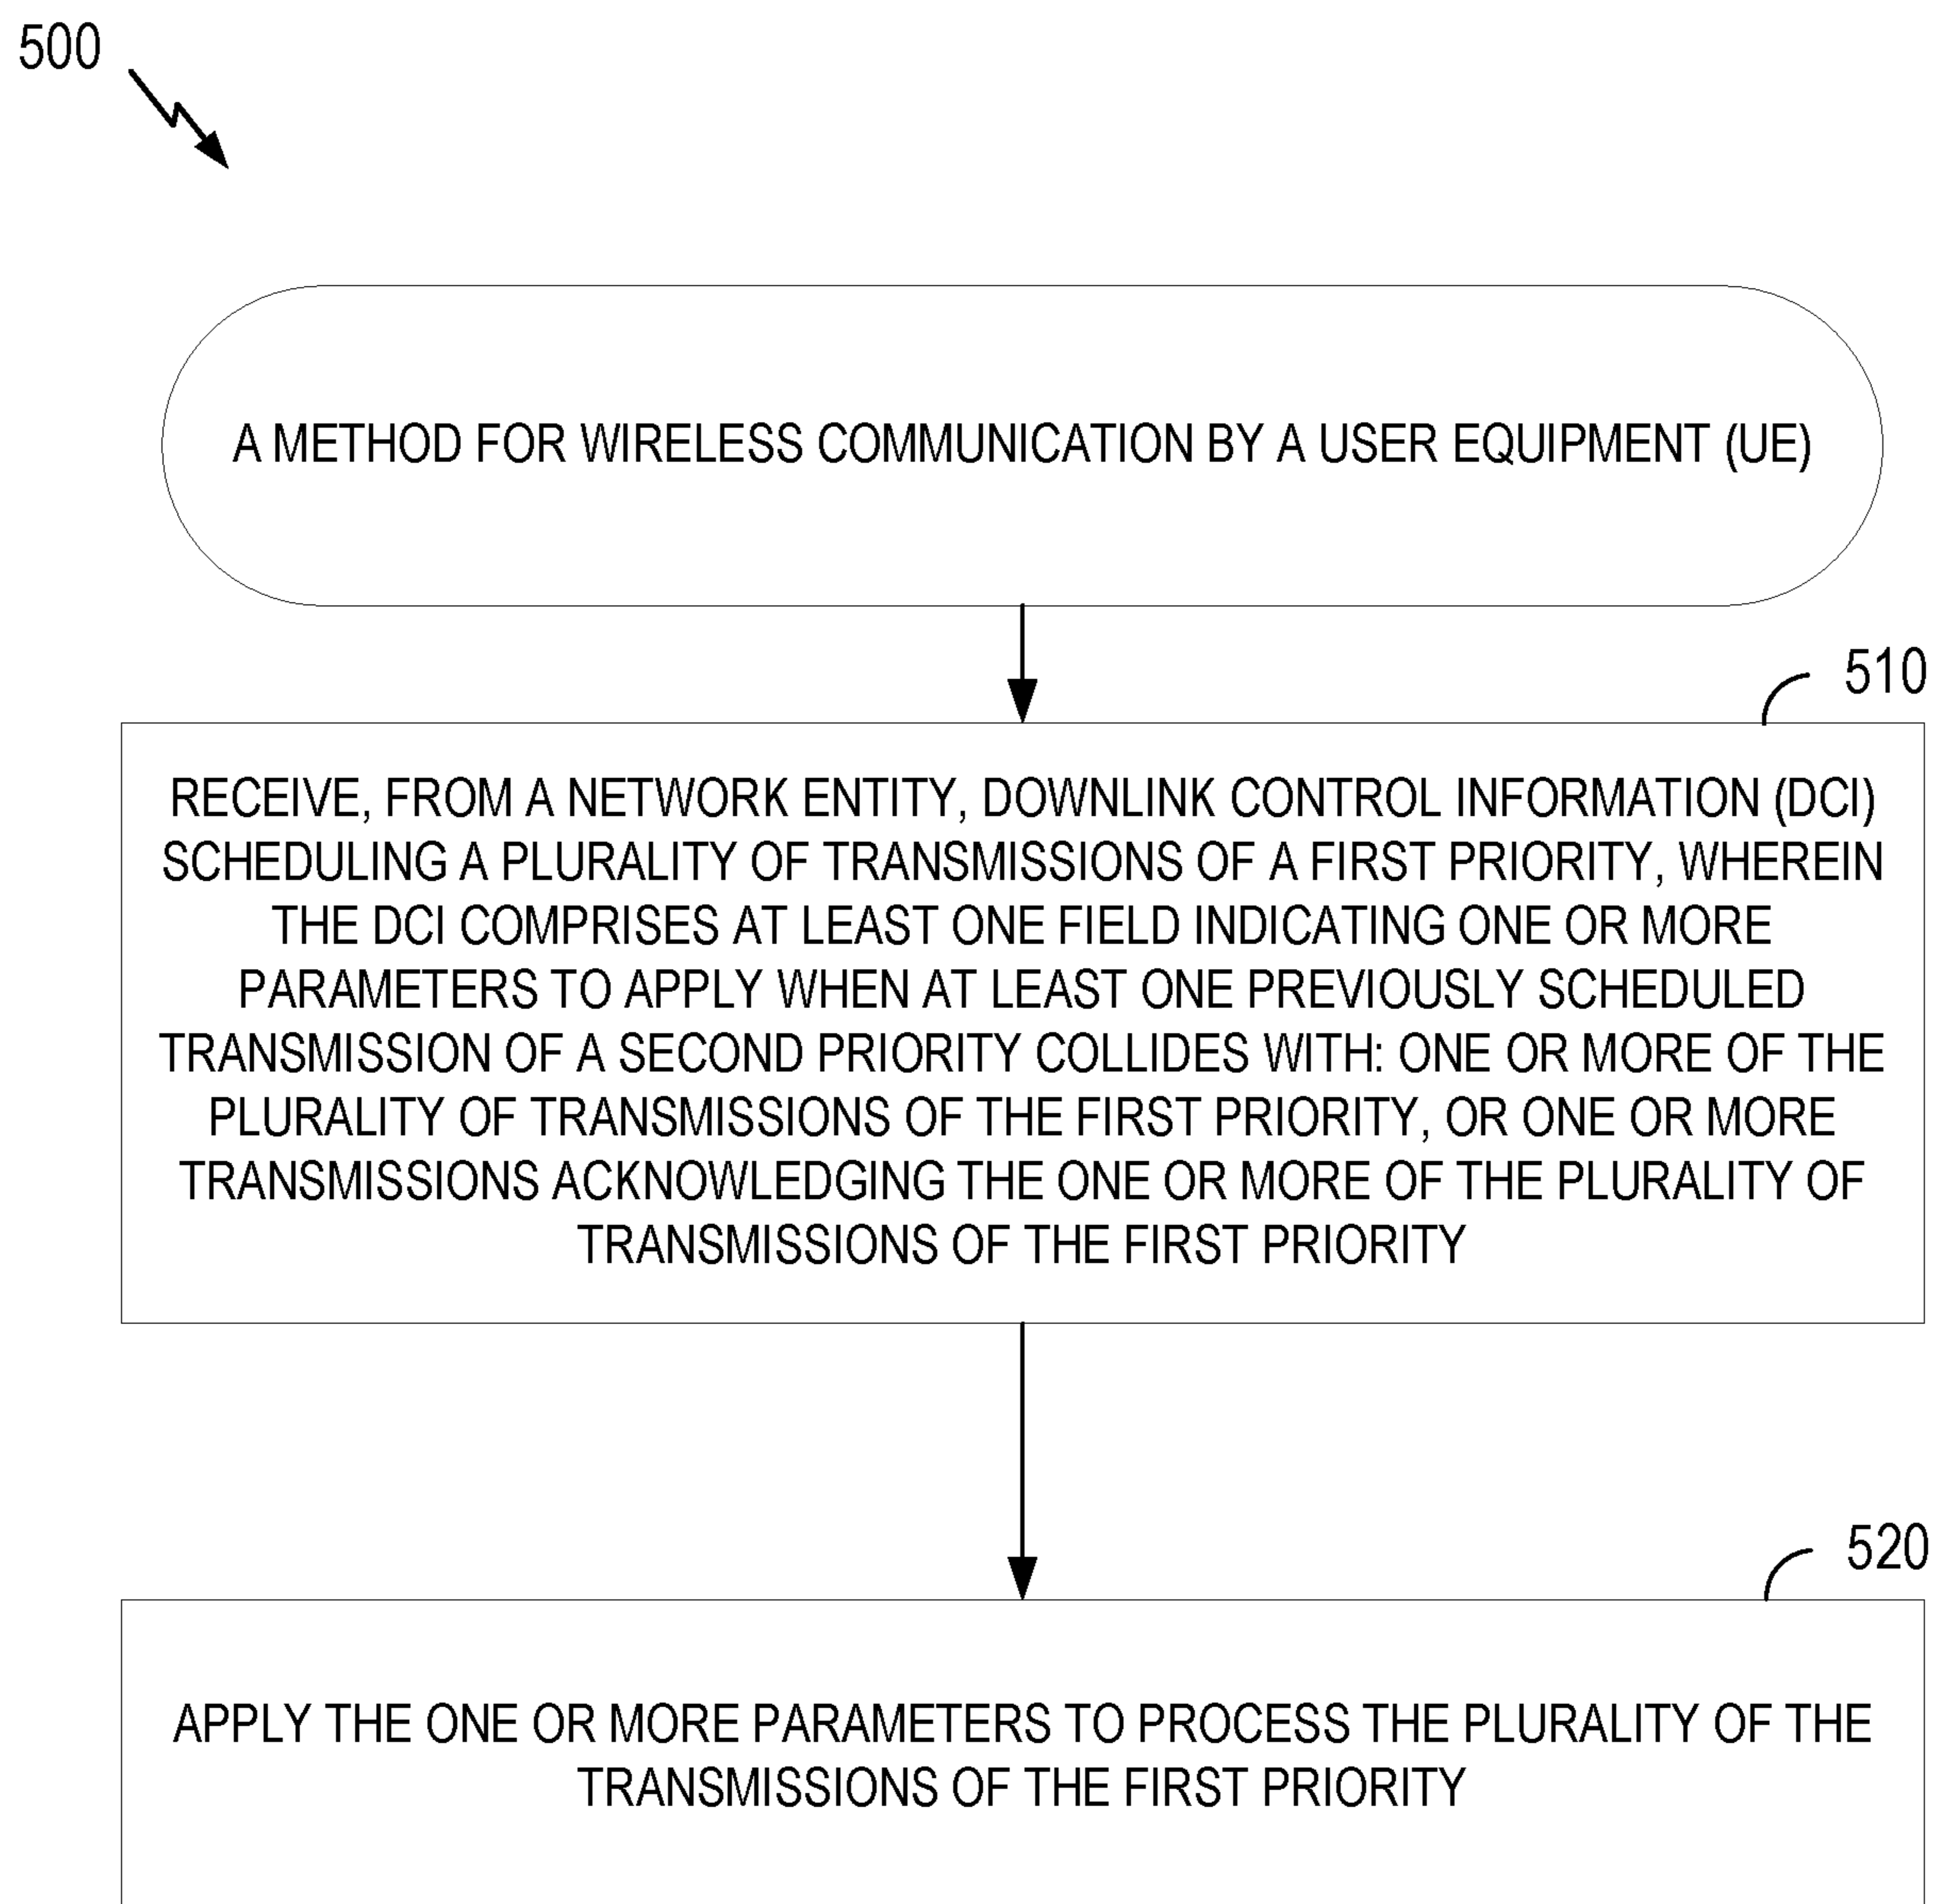 500
A METHOD FOR WIRELESS COMMUNICATION BY A USER EQUIPMENT (UE)
510
RECEIVE, FROM A NETWORK ENTITY, DOWNLINK CONTROL INFORMATION (DCI)
SCHEDULING A PLURALITY OF TRANSMISSIONS OF A FIRST PRIORITY, WHEREIN
THE DCI COMPRISES AT LEAST ONE FIELD INDICATING ONE OR MORE
PARAMETERS TO APPLY WHEN AT LEAST ONE PREVIOUSLY SCHEDULED
TRANSMISSION OF A SECOND PRIORITY COLLIDES WITH: ONE OR MORE OF THE
PLURALITY OF TRANSMISSIONS OF THE FIRST PRIORITY, OR ONE OR MORE
TRANSMISSIONS ACKNOWLEDGING THE ONE OR MORE OF THE PLURALITY OF
TRANSMISSIONS OF THE FIRST PRIORITY
520
APPLY THE ONE OR MORE PARAMETERS TO PROCESS THE PLURALITY OF THE
TRANSMISSIONS OF THE FIRST PRIORITY